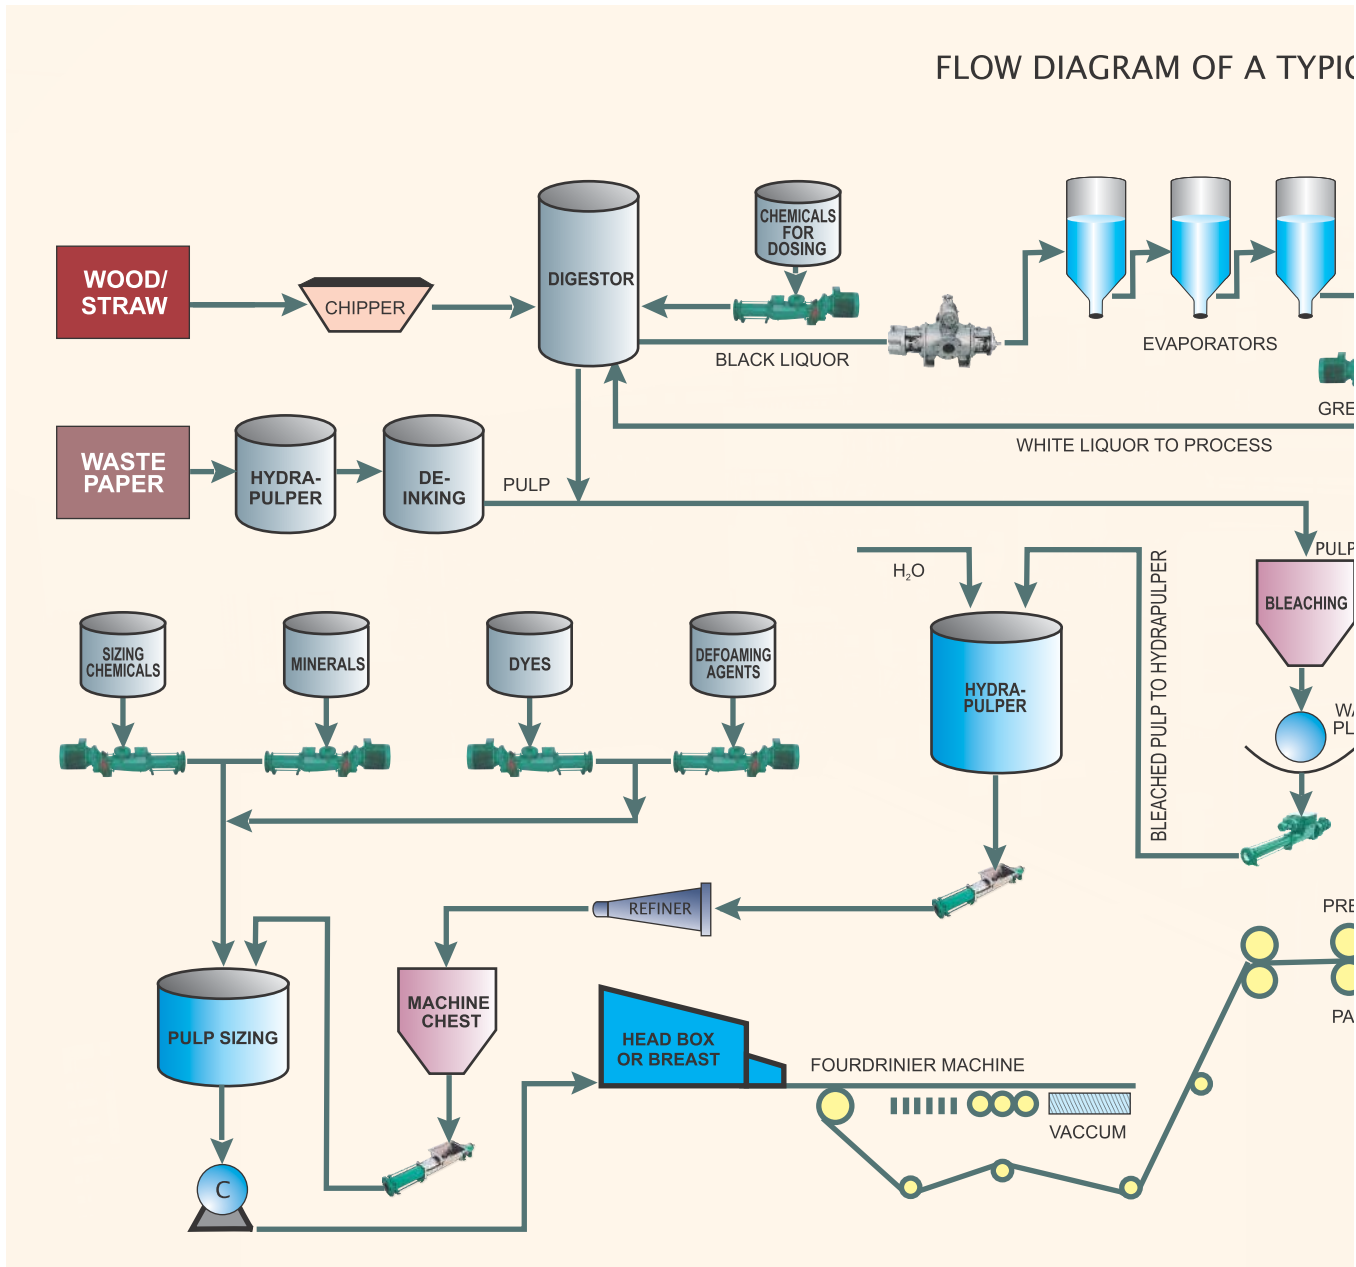 FLOW DIAGRAM OF A TYPIC
CHEMICALS
FOR
DOSING
WOOD/
STRAW
CHIPPER
DIGESTOR
BLACK LIQUOR
EVAPORATORS
GRE
WHITE LIQUOR TO PROCESS
WASTE
PAPER
HYDRA-
PULPER
DE-
INKING
PULP
H₂O
BLEACHED PULP TO HYDRAPULPER
PULP
BLEACHING
SIZING
CHEMICALS
MINERALS
DYES
DEFOAMING
AGENTS
HYDRA-
PULPER
WA
PL
REFINER
PRE
MACHINE
CHEST
PULP SIZING
HEAD BOX
OR BREAST
PA
FOURDRINIER MACHINE
VACCUM
C